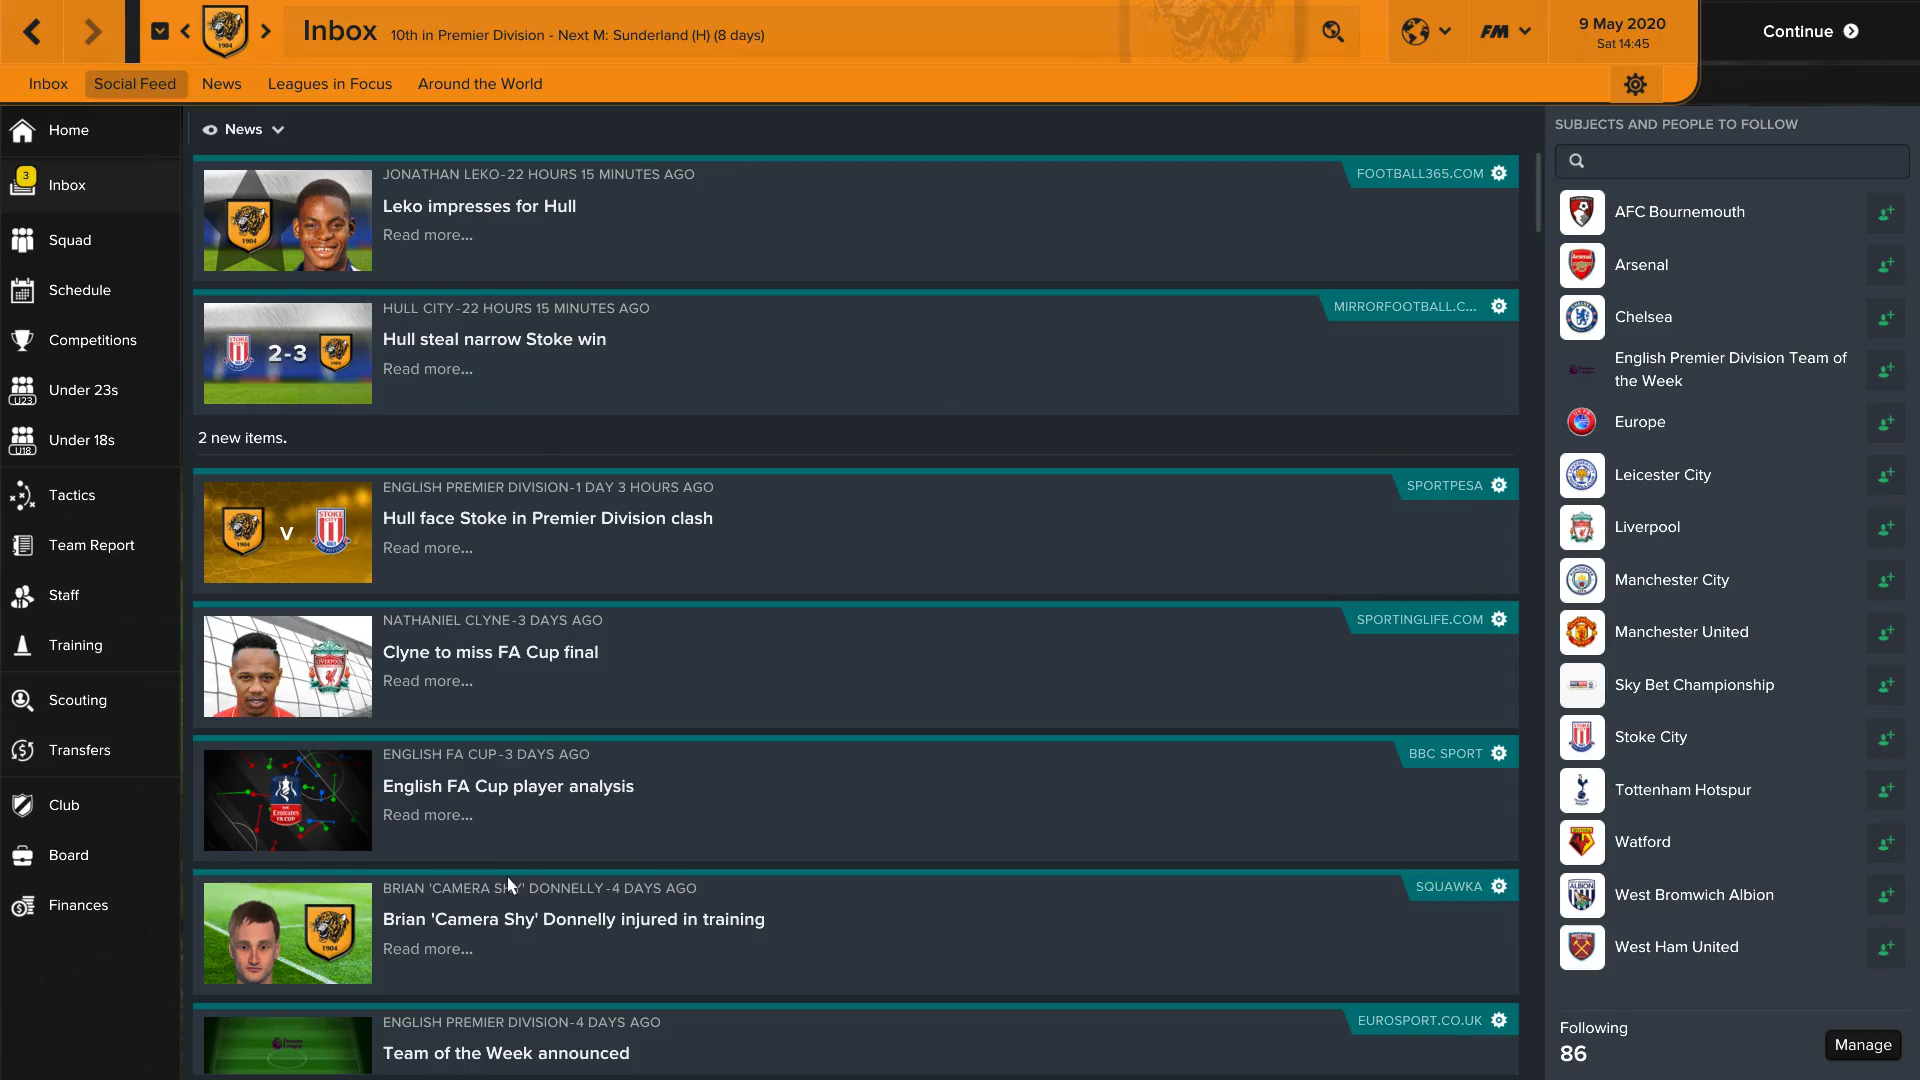 Inbox
10th in Premier Division - Next M: Sunderland (H) (8 days)
FM
9 May 2020
Sat 14:45
Continue
Inbox
Social Feed
News
Leagues in Focus
Around the World
Home
3
Inbox
Squad
Schedule
Competitions
U23
Under 23s
U18
Under 18s
Tactics
Team Report
Staff
Training
Scouting
Transfers
Club
Board
Finances
News
JONATHAN LEKO - 22 HOURS 15 MINUTES AGO
FOOTBALL365.COM
Leko impresses for Hull
Read more...
1904
HULL CITY - 22 HOURS 15 MINUTES AGO
MIRRORFOOTBALL.C...
Hull steal narrow Stoke win
Read more...
2-3
2 new items.
ENGLISH PREMIER DIVISION - 1 DAY 3 HOURS AGO
SPORTPESA
Hull face Stoke in Premier Division clash
Read more...
V
NATHANIEL CLYNE - 3 DAYS AGO
SPORTINGLIFE.COM
Clyne to miss FA Cup final
Read more...
ENGLISH FA CUP - 3 DAYS AGO
BBC SPORT
English FA Cup player analysis
Read more...
BRIAN 'CAMERA SHY' DONNELLY - 4 DAYS AGO
SQUAWKA
Brian 'Camera Shy' Donnelly injured in training
Read more...
1904
ENGLISH PREMIER DIVISION - 4 DAYS AGO
EUROSPORT.CO.UK
Team of the Week announced
SUBJECTS AND PEOPLE TO FOLLOW
AFC Bournemouth
Arsenal
Chelsea
English Premier Division Team of
the Week
Europe
Leicester City
Liverpool
Manchester City
Manchester United
Sky Bet Championship
Stoke City
Tottenham Hotspur
Watford
West Bromwich Albion
West Ham United
Following
86
Manage